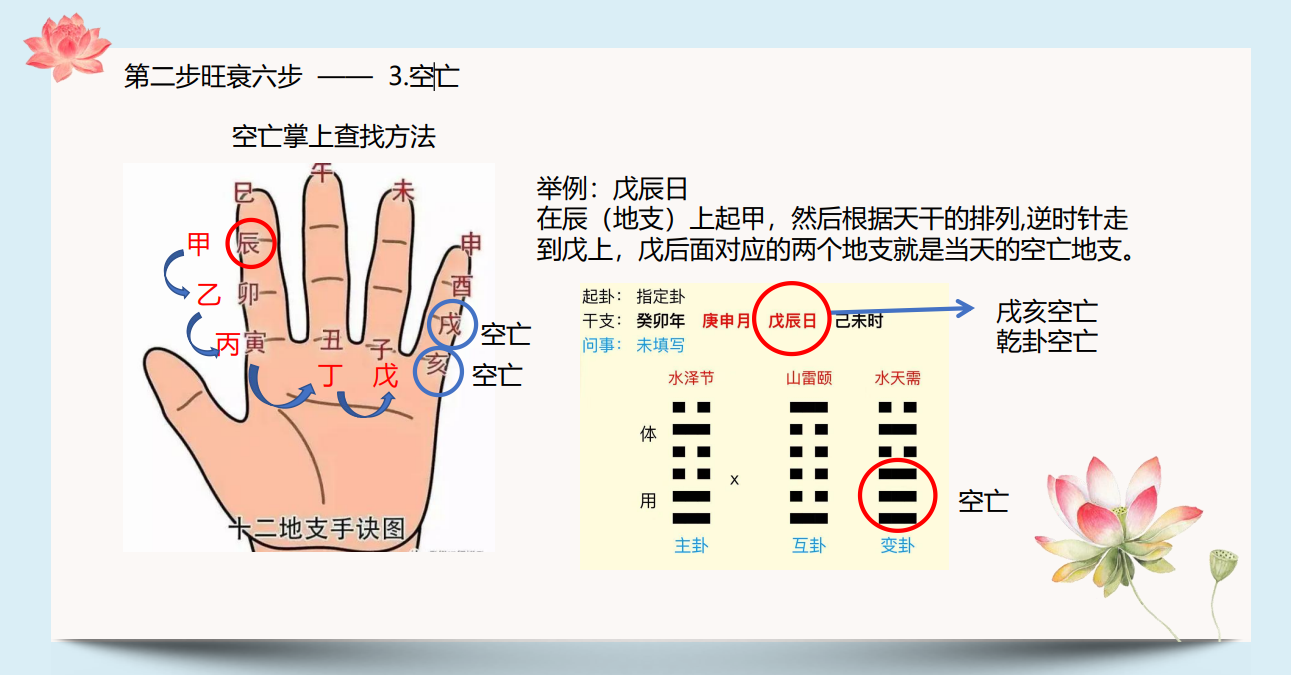 第二步旺衰六步 —— 3.空亡
空亡掌上查找方法
巳
午
未
申
甲
辰
酉
乙
卯
戌
空亡
丙
寅
丑
子
亥
空亡
丁
戊
十二地支手诀图
举例：戊辰日
在辰（地支）上起甲，然后根据天干的排列,逆时针走
到戊上，戊后面对应的两个地支就是当天的空亡地支。
起卦： 指定卦
干支： 癸卯年 庚申月 戊辰日 己未时
问事： 未填写
水泽节 山雷颐 水天需
体
x
用
主卦 互卦 变卦
戌亥空亡
乾卦空亡
空亡